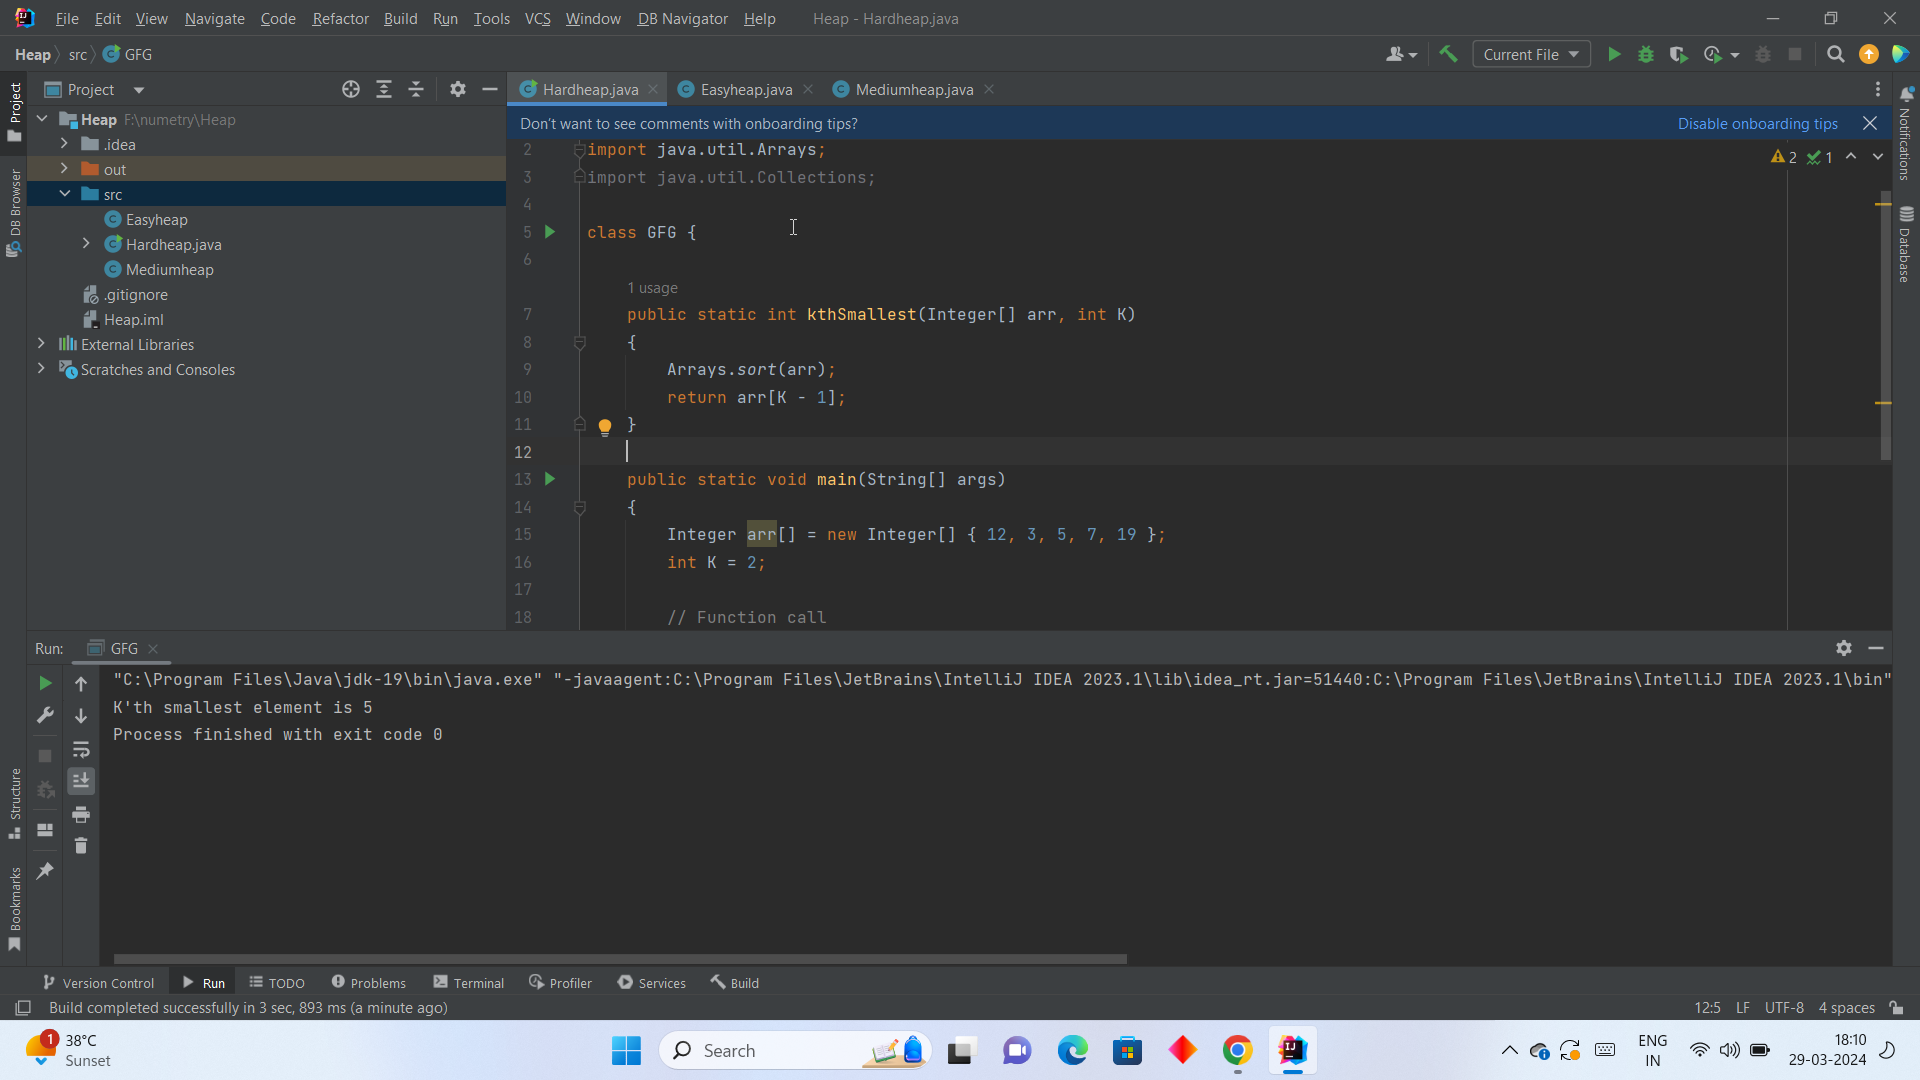 File Edit View Navigate Code Refactor Build Run Tools VCS Window DB Navigator Help Heap - Hardheap.java
Heap src GFG Current File
Project
Hardheap.java Easyheap.java Mediumheap.java
Heap F:\numetry\Heap
.idea
out
src
Easyheap
Hardheap.java
Mediumheap
.gitignore
Heap.iml
External Libraries
Scratches and Consoles
Project
DB Browser
Structure
Bookmarks
Notifications
Database
Don't want to see comments with onboarding tips? Disable onboarding tips
2 1
2 import java.util.Arrays;
3 import java.util.Collections;
4
5 class GFG {
6
1 usage
7 public static int kthSmallest(Integer[] arr, int K)
8 {
9 Arrays.sort(arr);
10 return arr[K - 1];
11 }
12
13 public static void main(String[] args)
14 {
15 Integer arr[] = new Integer[] { 12, 3, 5, 7, 19 };
16 int K = 2;
17
18 // Function call
Run: GFG
"C:\Program Files\Java\jdk-19\bin\java.exe" "-javaagent:C:\Program Files\JetBrains\IntelliJ IDEA 2023.1\lib\idea_rt.jar=51440:C:\Program Files\JetBrains\IntelliJ IDEA 2023.1\bin"
K'th smallest element is 5
Process finished with exit code 0
Version Control Run TODO Problems Terminal Profiler Services Build
Build completed successfully in 3 sec, 893 ms (a minute ago) 12:5 LF UTF-8 4 spaces
1 38°C
Sunset
Search
ENG
IN
18:10
29-03-2024